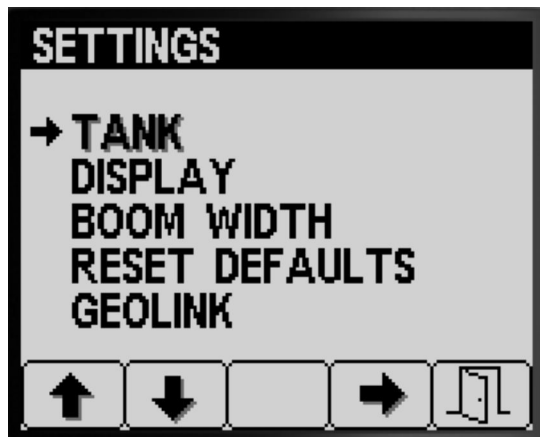 SETTINGS
TANK
DISPLAY
BOOM WIDTH
RESET DEFAULTS
GEOLINK